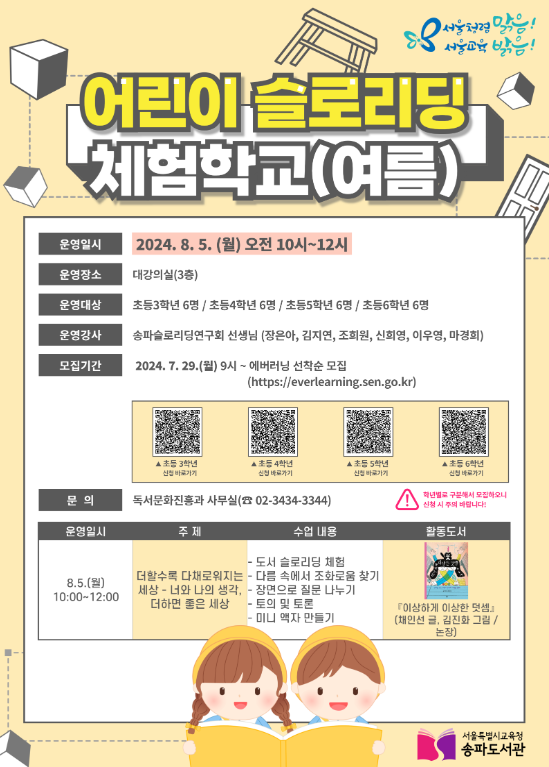 서울처럼 맑음!
서울교육 밝음!
어린이 슬로리딩
체험학교(여름)
운영일시
2024. 8. 5. (월) 오전 10시~12시
운영장소
대강의실(3층)
운영대상
초등3학년 6명 / 초등4학년 6명 / 초등5학년 6명 / 초등6학년 6명
운영강사
송파슬로리딩연구회 선생님 (장은아, 김지연, 조희원, 신희영, 이우영, 마경희)
모집기간
2024. 7. 29.(월) 9시 ~ 에버러닝 선착순 모집
(https://everlearning.sen.go.kr)
▲ 초등 3학년
신청 바로가기
▲ 초등 4학년
신청 바로가기
▲ 초등 5학년
신청 바로가기
▲ 초등 6학년
신청 바로가기
문 의
독서문화진흥과 사무실(☎ 02-3434-3344)
학년별로 구분해서 모집하오니
신청 시 주의 바랍니다!
운영일시
주 제
수업 내용
활동도서
8.5.(월)
10:00~12:00
더할수록 다채로워지는
세상 - 너와 나의 생각,
더하면 좋은 세상
- 도서 슬로리딩 체험
- 다름 속에서 조화로움 찾기
- 장면으로 질문 나누기
- 토의 및 토론
- 미니 액자 만들기
『이상하게 이상한 덧셈』
(채인선 글, 김진화 그림 /
논장)
서울특별시교육청
송파도서관